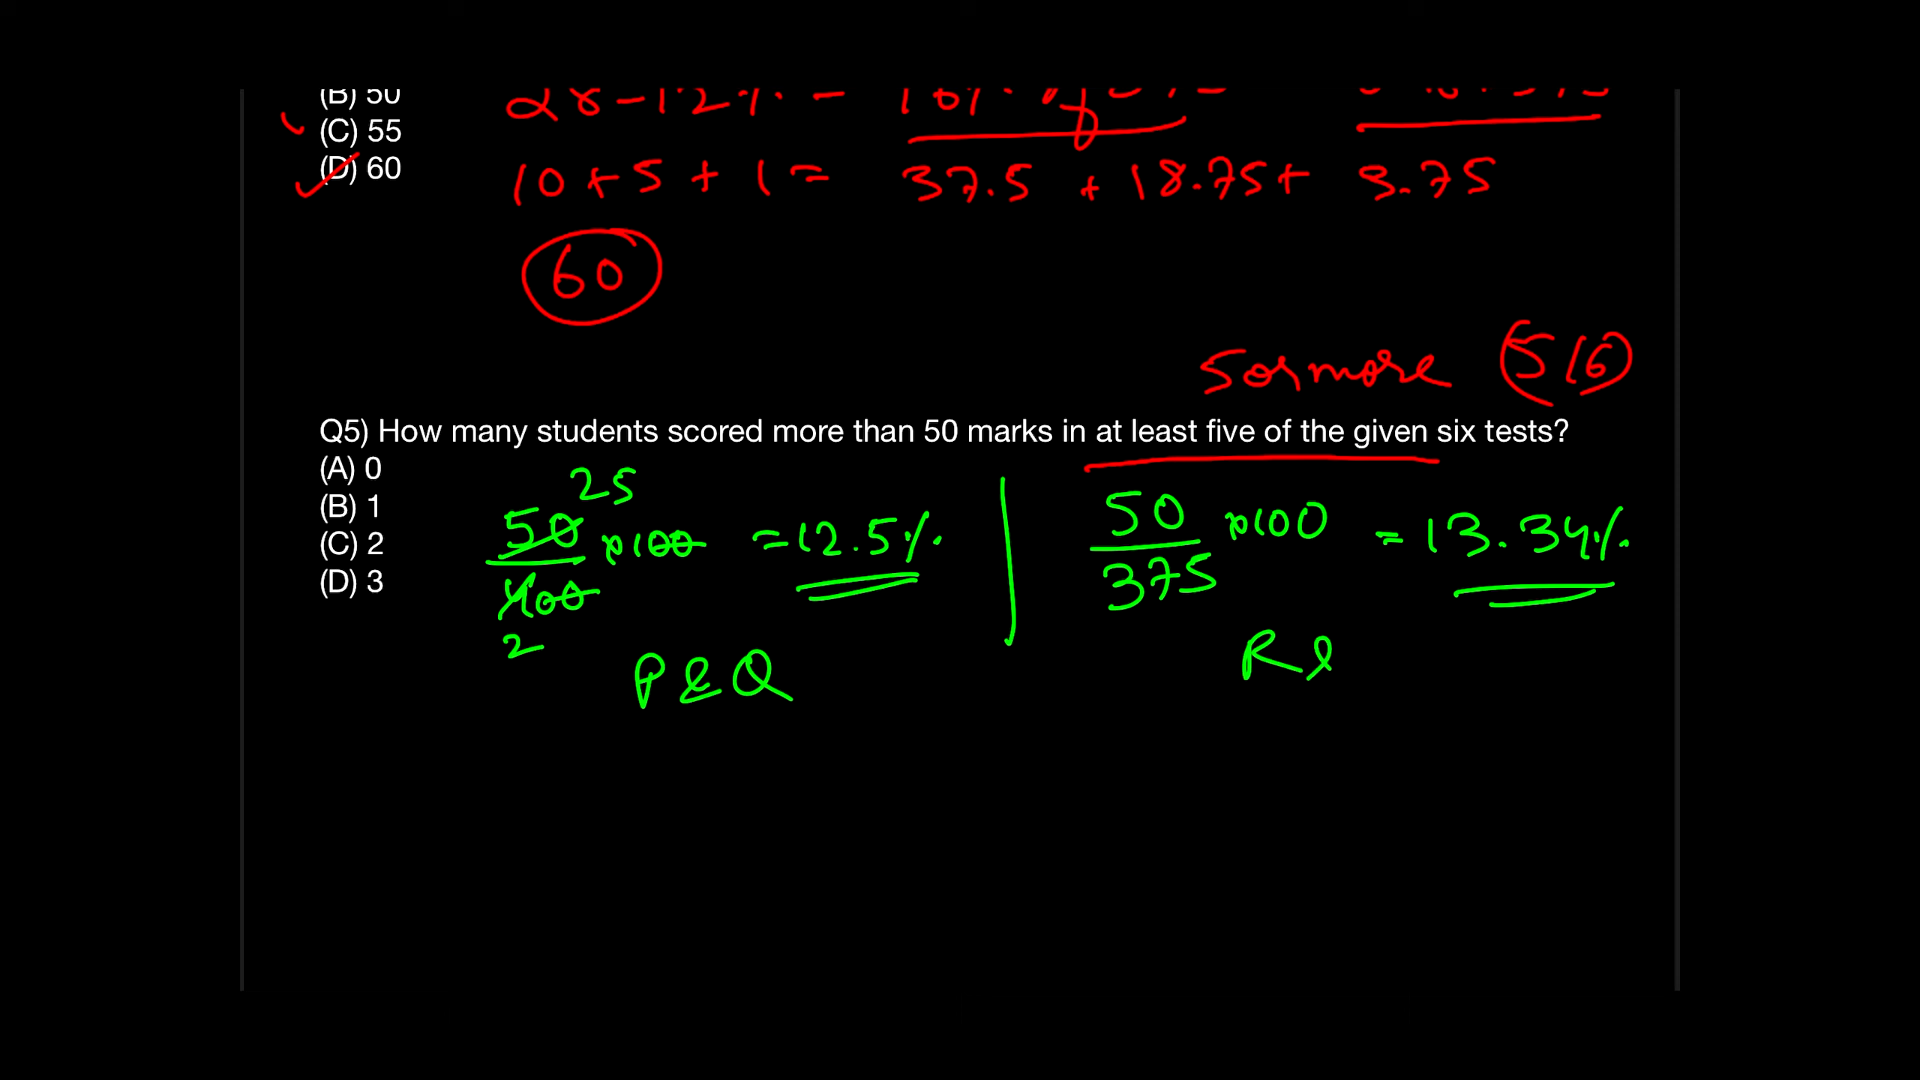 (B) 50
(C) 55
(D) 60
10 + 5 + 1 = 37.5 + 18.75 + 3.75
60
5 or more 5/6
Q5) How many students scored more than 50 marks in at least five of the given six tests?
(A) 0
(B) 1
(C) 2
(D) 3
25
50/400 × 100 = 12.5%
2
P & Q
50/375 × 100 = 13.34%
R &